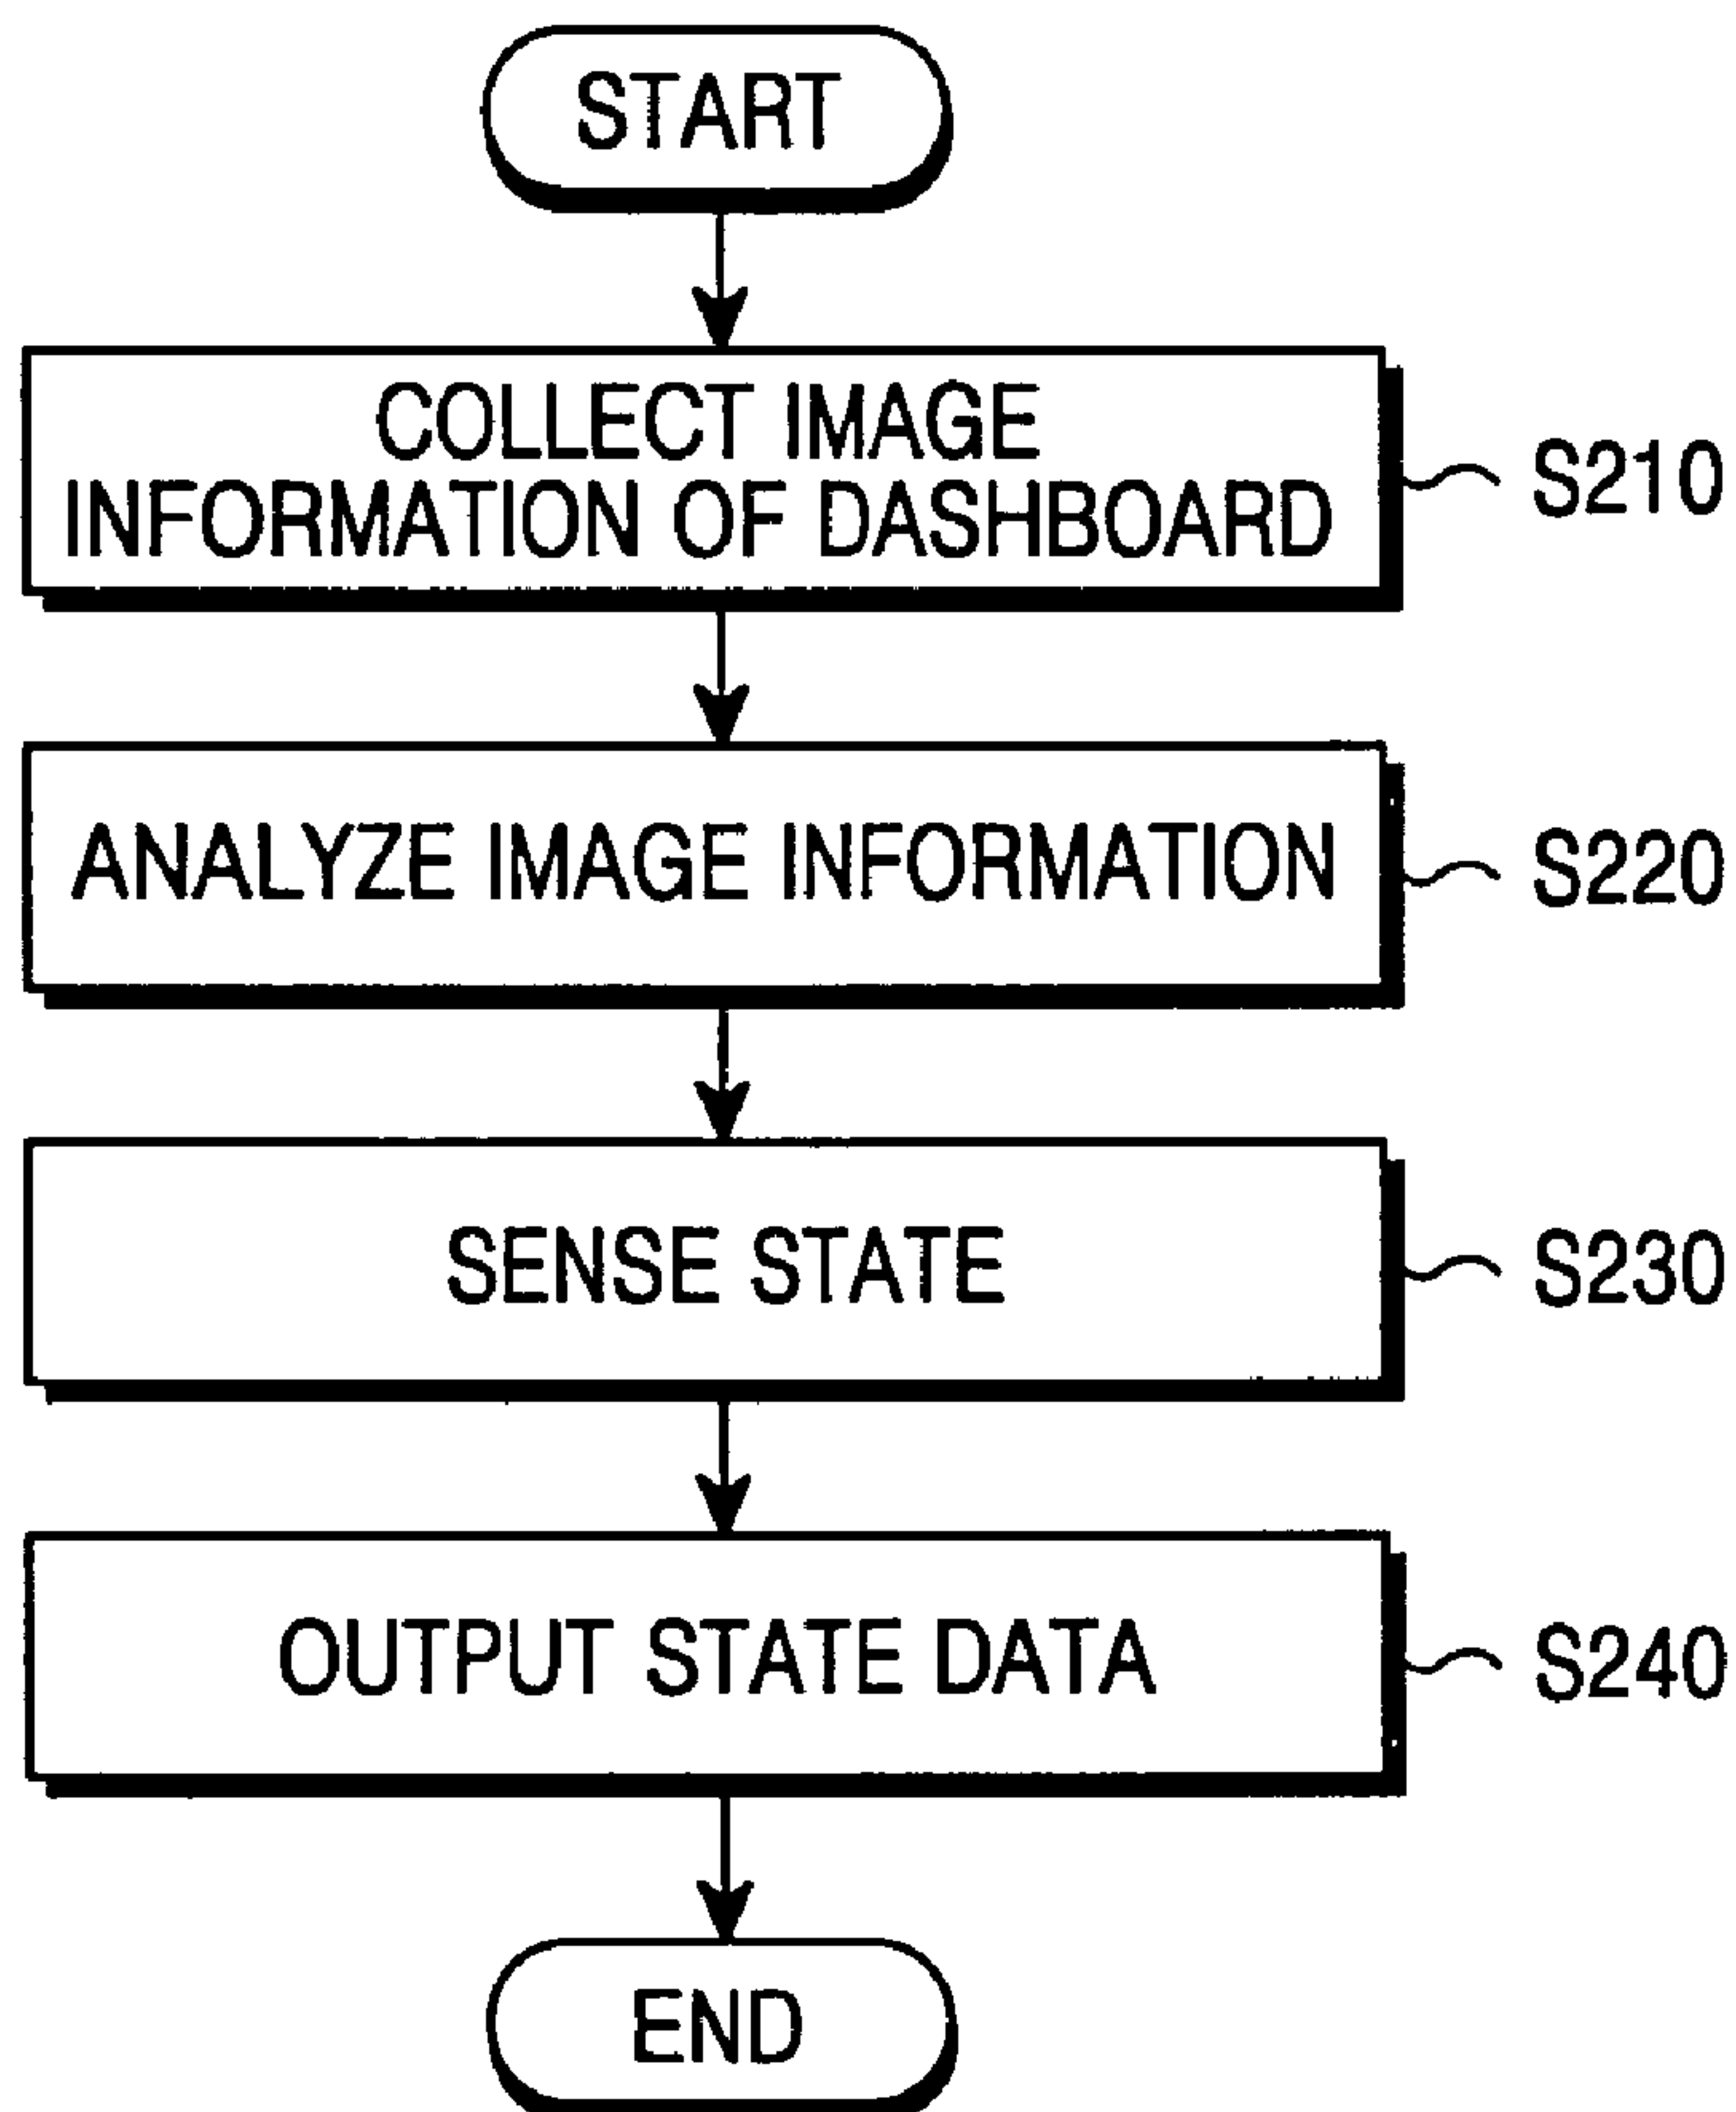 START
COLLECT IMAGE
INFORMATION OF DASHBOARD
S210
ANALYZE IMAGE INFORMATION
S220
SENSE STATE
S230
OUTPUT STATE DATA
S240
END